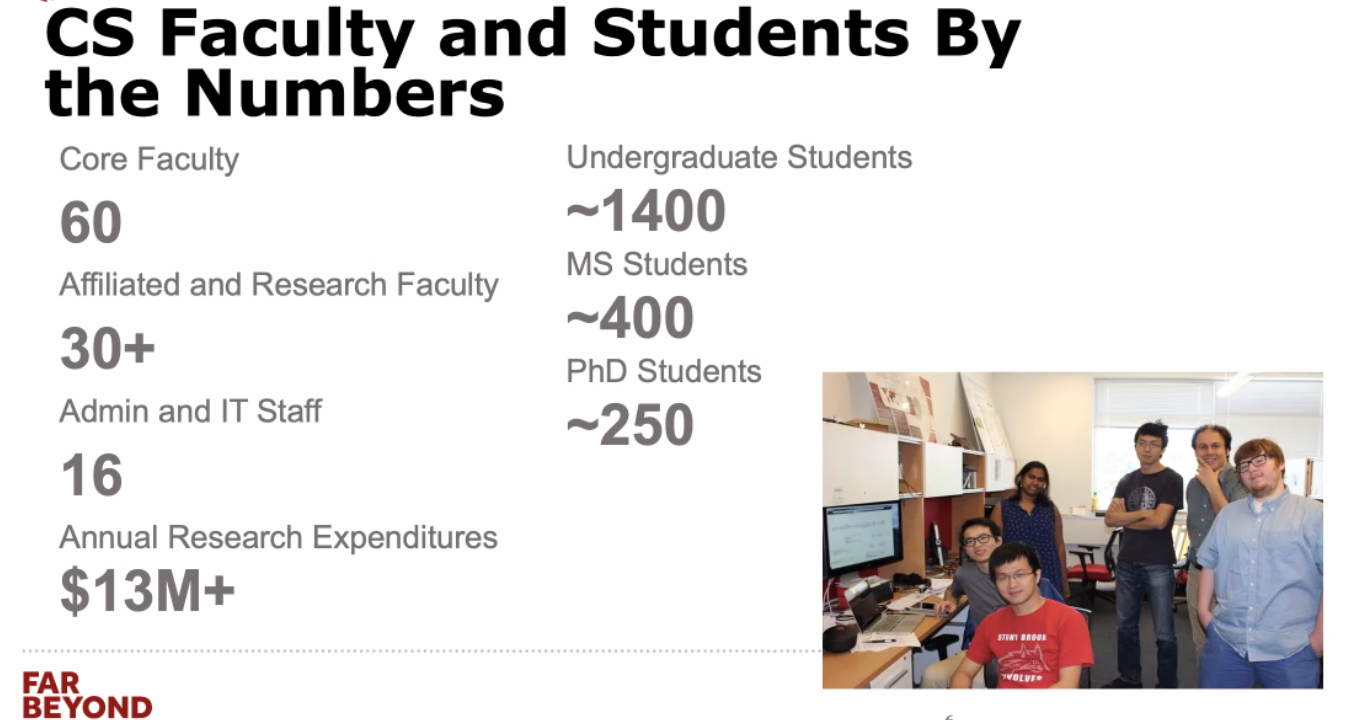 CS Faculty and Students By
the Numbers
Core Faculty
60
Affiliated and Research Faculty
30+
Admin and IT Staff
16
Annual Research Expenditures
$13M+
Undergraduate Students
~1400
MS Students
~400
PhD Students
~250
STONY BROOK
WOLVES
FAR
BEYOND